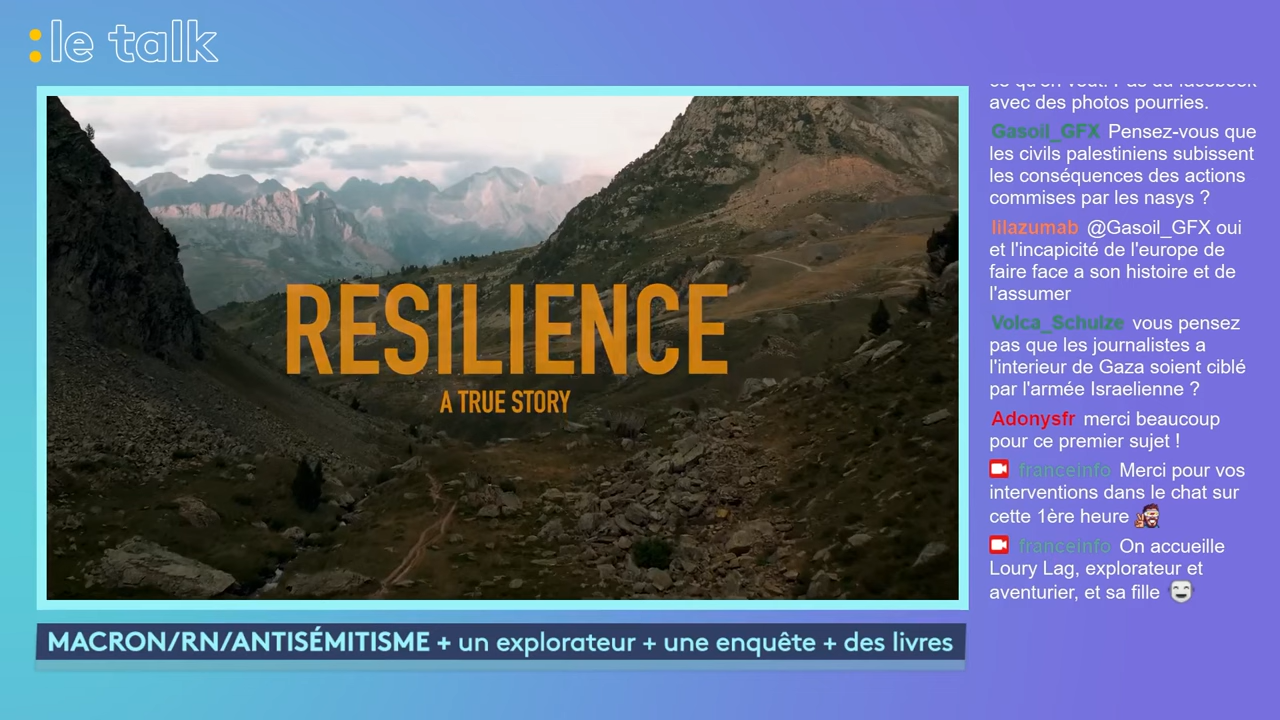 :le talk
RESILIENCE
A TRUE STORY
MACRON/RN/ANTISÉMITISME + un explorateur + une enquête + des livres
avec des photos pourries.
Gasoil_GFX Pensez-vous que
les civils palestiniens subissent
les conséquences des actions
commises par les nasys ?
lilazumab @Gasoil_GFX oui
et l'incapicité de l'europe de
faire face a son histoire et de
l'assumer
Volca_Schulze vous pensez
pas que les journalistes a
l'interieur de Gaza soient ciblé
par l'armée Israelienne ?
Adonysfr merci beaucoup
pour ce premier sujet !
franceinfo Merci pour vos
interventions dans le chat sur
cette 1ère heure
franceinfo On accueille
Loury Lag, explorateur et
aventurier, et sa fille